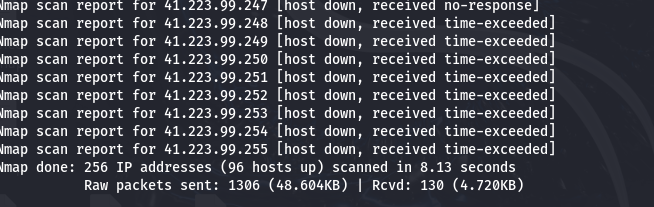 Nmap scan report for 41.223.99.247 [host down, received no-response]
Nmap scan report for 41.223.99.248 [host down, received time-exceeded]
Nmap scan report for 41.223.99.249 [host down, received time-exceeded]
Nmap scan report for 41.223.99.250 [host down, received time-exceeded]
Nmap scan report for 41.223.99.251 [host down, received time-exceeded]
Nmap scan report for 41.223.99.252 [host down, received time-exceeded]
Nmap scan report for 41.223.99.253 [host down, received time-exceeded]
Nmap scan report for 41.223.99.254 [host down, received time-exceeded]
Nmap scan report for 41.223.99.255 [host down, received time-exceeded]
Nmap done: 256 IP addresses (96 hosts up) scanned in 8.13 seconds
Raw packets sent: 1306 (48.604KB) | Rcvd: 130 (4.720KB)